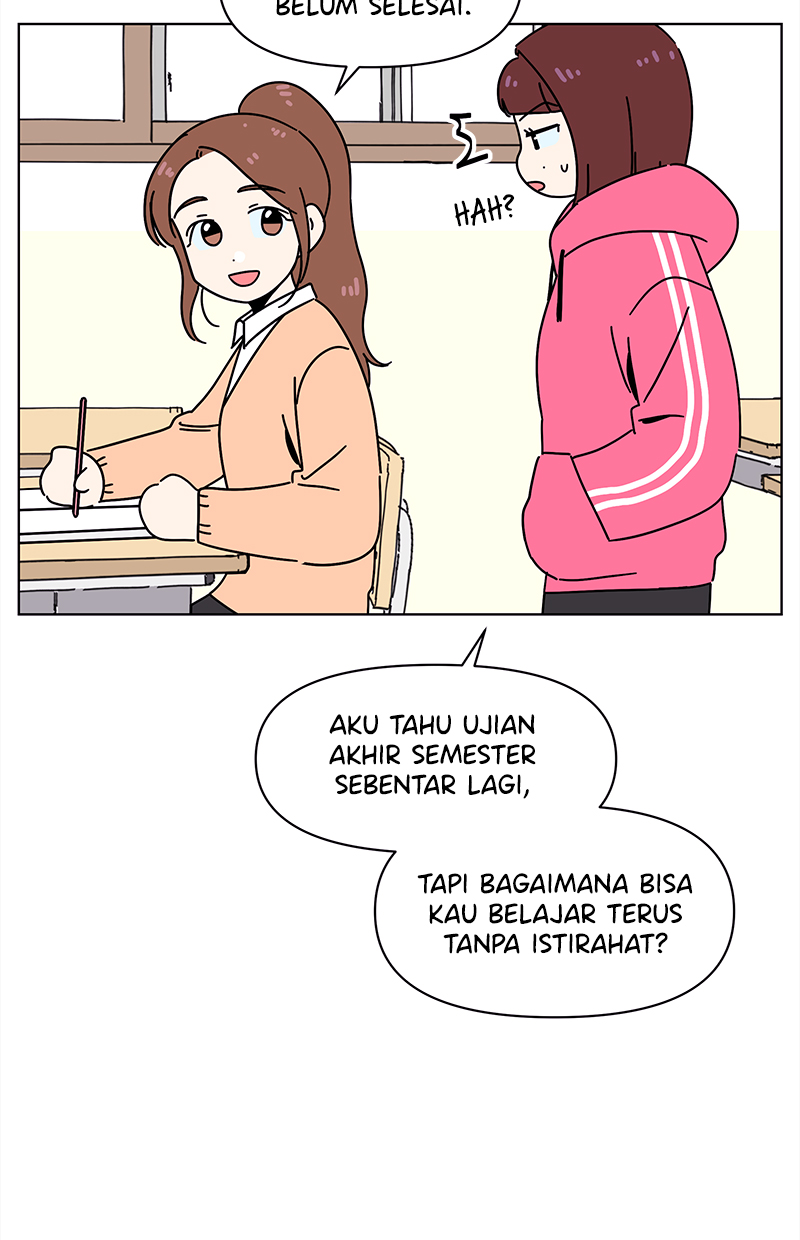 BELUM SELESAI.
HAH?
AKU TAHU UJIAN
AKHIR SEMESTER
SEBENTAR LAGI,
TAPI BAGAIMANA BISA
KAU BELAJAR TERUS
TANPA ISTIRAHAT?